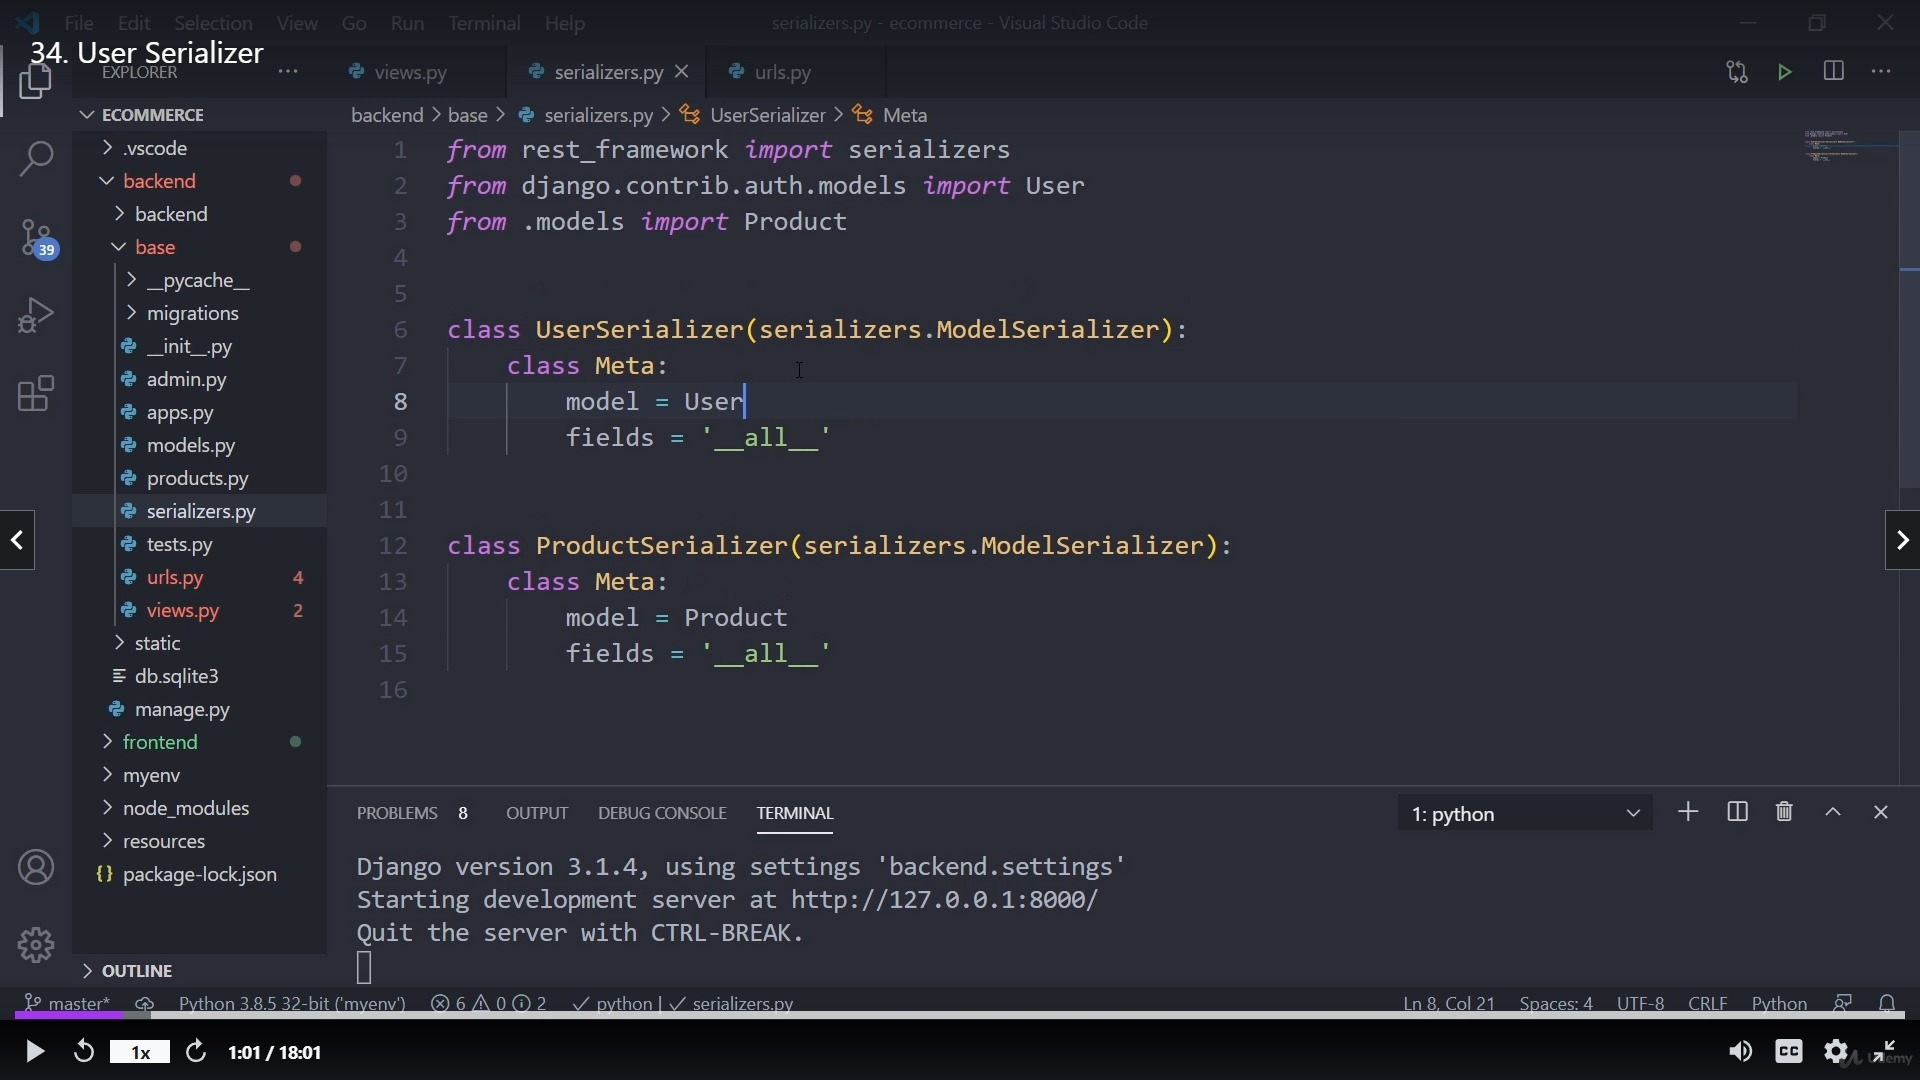 File Edit Selection View Go Run Terminal Help
serializers.py - ecommerce - Visual Studio Code
34. User Serializer
EXPLORER
views.py
serializers.py
urls.py
ECOMMERCE
backend > base > serializers.py > UserSerializer > Meta
.vscode
backend
backend
base
__pycache__
migrations
__init__.py
admin.py
apps.py
models.py
products.py
serializers.py
tests.py
urls.py 4
views.py 2
static
db.sqlite3
manage.py
frontend
myenv
node_modules
resources
{} package-lock.json
OUTLINE
39
1 from rest_framework import serializers
2 from django.contrib.auth.models import User
3 from .models import Product
4
5
6 class UserSerializer(serializers.ModelSerializer):
7 class Meta:
8 model = User
9 fields = '__all__'
10
11
12 class ProductSerializer(serializers.ModelSerializer):
13 class Meta:
14 model = Product
15 fields = '__all__'
16
PROBLEMS 8 OUTPUT DEBUG CONSOLE TERMINAL
1: python
Django version 3.1.4, using settings 'backend.settings'
Starting development server at http://127.0.0.1:8000/
Quit the server with CTRL-BREAK.
master* Python 3.8.5 32-bit ('myenv') 6 0 2 python | serializers.py
Ln 8, Col 21 Spaces: 4 UTF-8 CRLF Python
1x
1:01 / 18:01
CC
Udemy